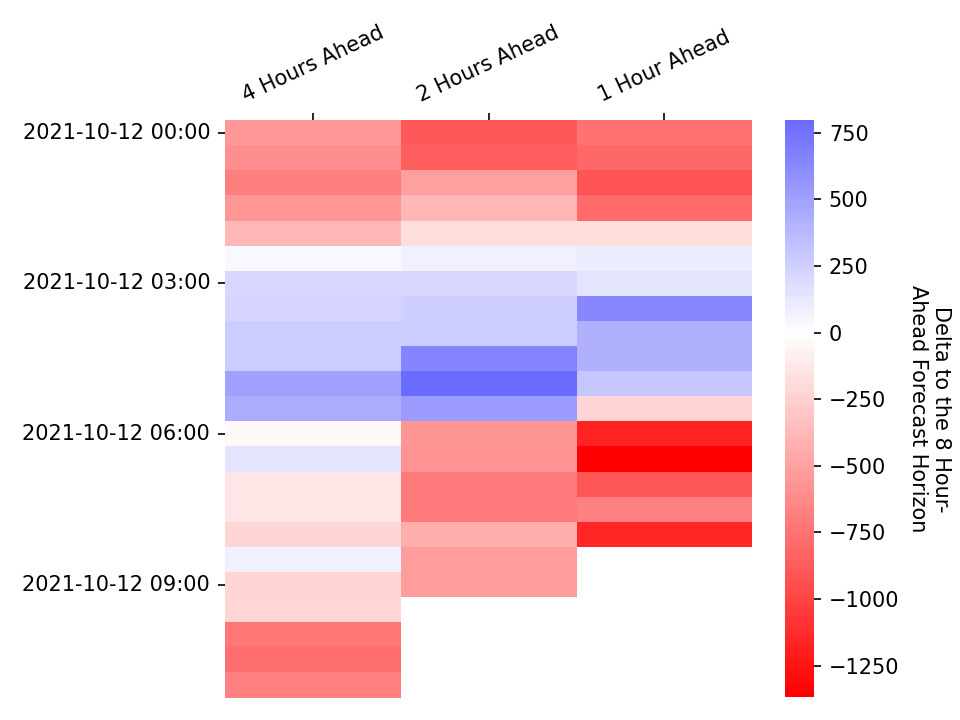 4 Hours Ahead
2 Hours Ahead
1 Hour Ahead
2021-10-12 00:00
2021-10-12 03:00
2021-10-12 06:00
2021-10-12 09:00
750
500
250
0
−250
−500
−750
−1000
−1250
Delta to the 8 Hour-
Ahead Forecast Horizon